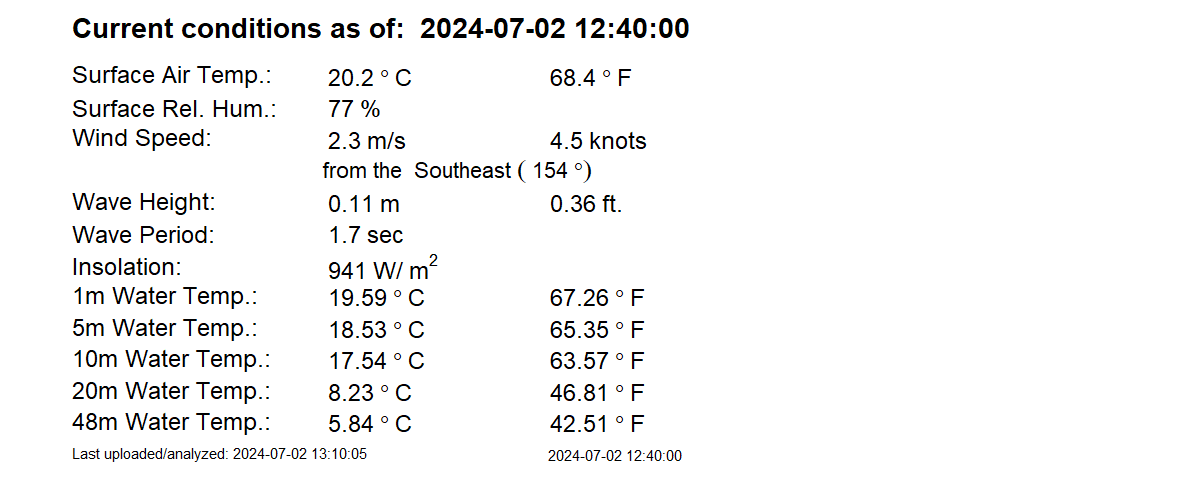 Current conditions as of: 2024-07-02 12:40:00
Surface Air Temp.: 20.2 ° C 68.4 ° F
Surface Rel. Hum.: 77 %
Wind Speed: 2.3 m/s 4.5 knots
from the Southeast ( 154 °)
Wave Height: 0.11 m 0.36 ft.
Wave Period: 1.7 sec
Insolation: 941 W/ m²
1m Water Temp.: 19.59 ° C 67.26 ° F
5m Water Temp.: 18.53 ° C 65.35 ° F
10m Water Temp.: 17.54 ° C 63.57 ° F
20m Water Temp.: 8.23 ° C 46.81 ° F
48m Water Temp.: 5.84 ° C 42.51 ° F
Last uploaded/analyzed: 2024-07-02 13:10:05 2024-07-02 12:40:00